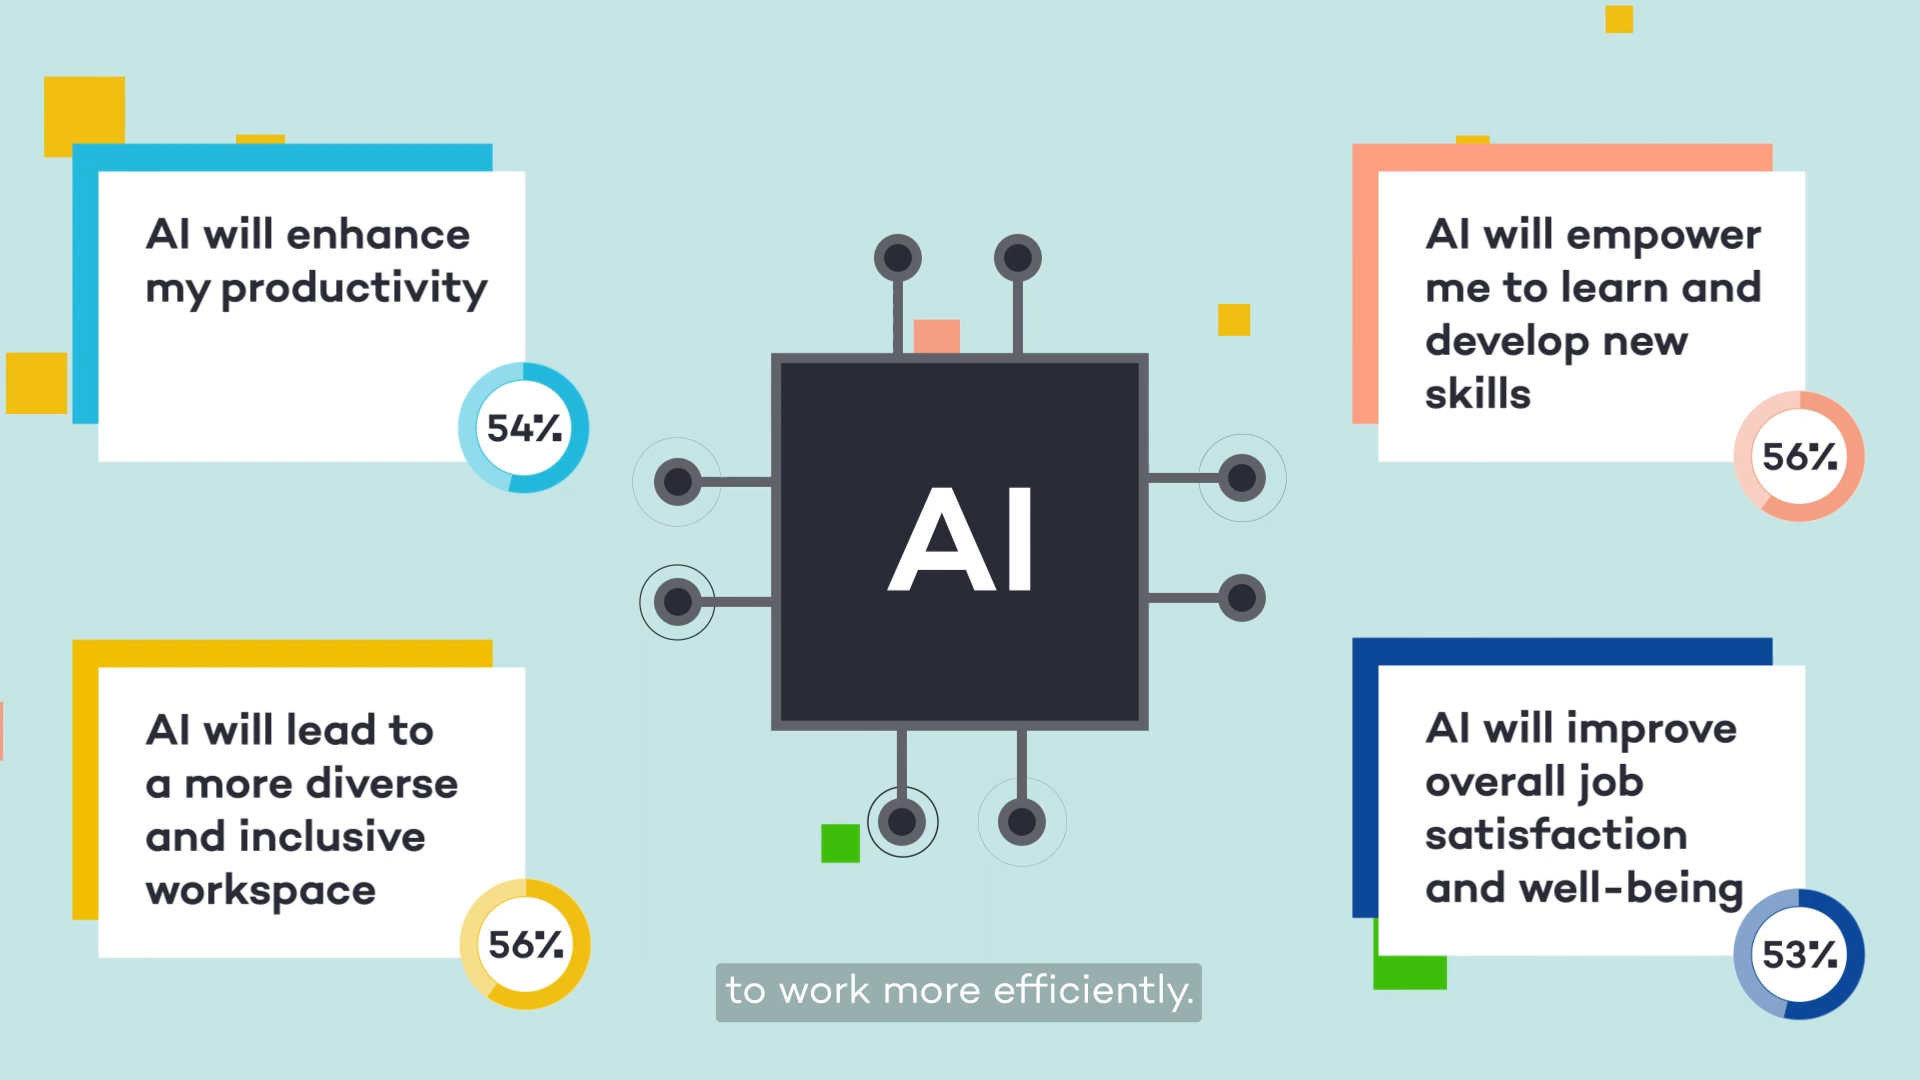 AI will enhance
my productivity
54%
AI will empower
me to learn and
develop new
skills
56%
AI
AI will lead to
a more diverse
and inclusive
workspace
56%
AI will improve
overall job
satisfaction
and well-being
53%
to work more efficiently.